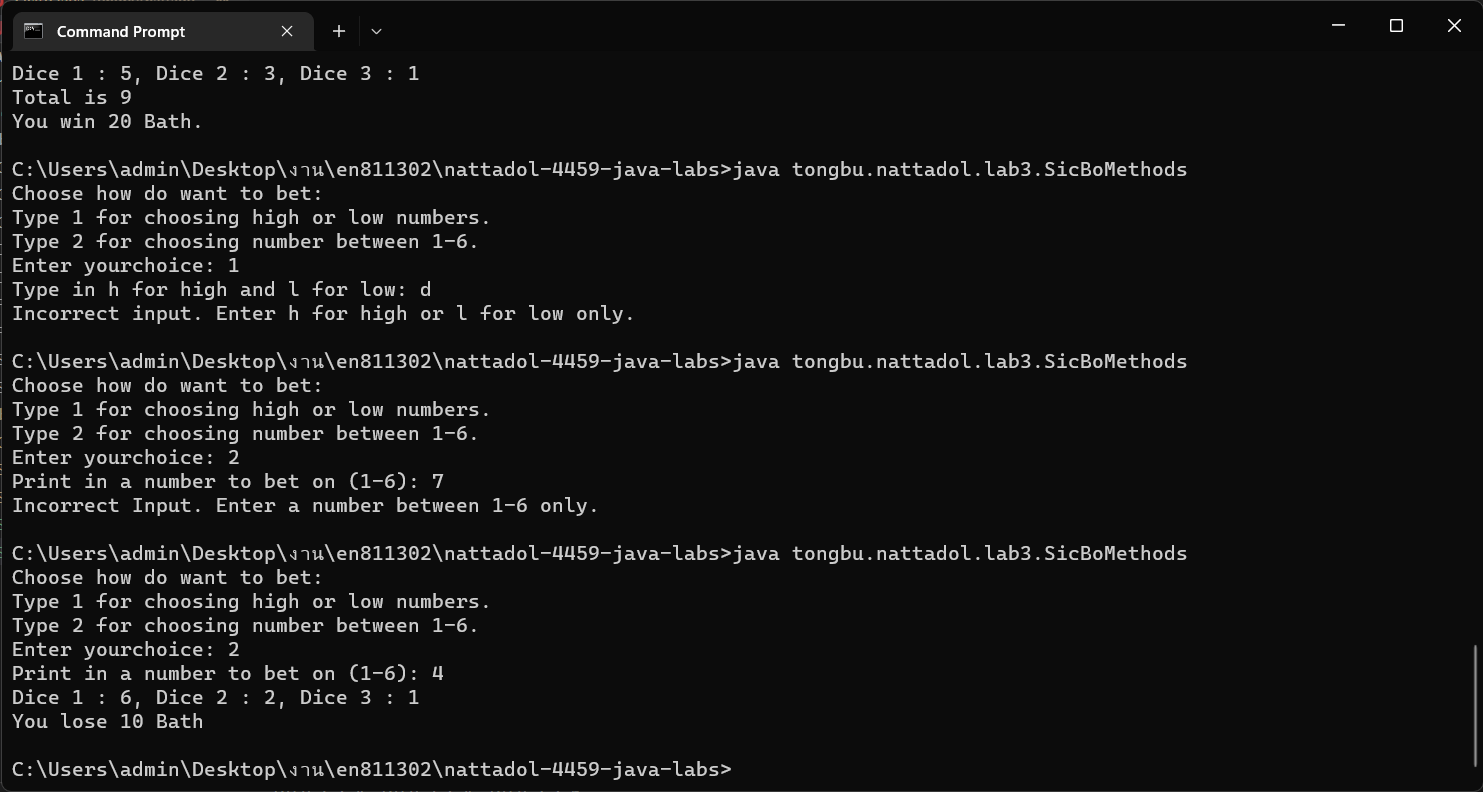 Command Prompt
Dice 1 : 5, Dice 2 : 3, Dice 3 : 1
Total is 9
You win 20 Bath.
C:\Users\admin\Desktop\งาน\en811302\nattadol-4459-java-labs>java tongbu.nattadol.lab3.SicBoMethods
Choose how do want to bet:
Type 1 for choosing high or low numbers.
Type 2 for choosing number between 1-6.
Enter yourchoice: 1
Type in h for high and l for low: d
Incorrect input. Enter h for high or l for low only.
C:\Users\admin\Desktop\งาน\en811302\nattadol-4459-java-labs>java tongbu.nattadol.lab3.SicBoMethods
Choose how do want to bet:
Type 1 for choosing high or low numbers.
Type 2 for choosing number between 1-6.
Enter yourchoice: 2
Print in a number to bet on (1-6): 7
Incorrect Input. Enter a number between 1-6 only.
C:\Users\admin\Desktop\งาน\en811302\nattadol-4459-java-labs>java tongbu.nattadol.lab3.SicBoMethods
Choose how do want to bet:
Type 1 for choosing high or low numbers.
Type 2 for choosing number between 1-6.
Enter yourchoice: 2
Print in a number to bet on (1-6): 4
Dice 1 : 6, Dice 2 : 2, Dice 3 : 1
You lose 10 Bath
C:\Users\admin\Desktop\งาน\en811302\nattadol-4459-java-labs>